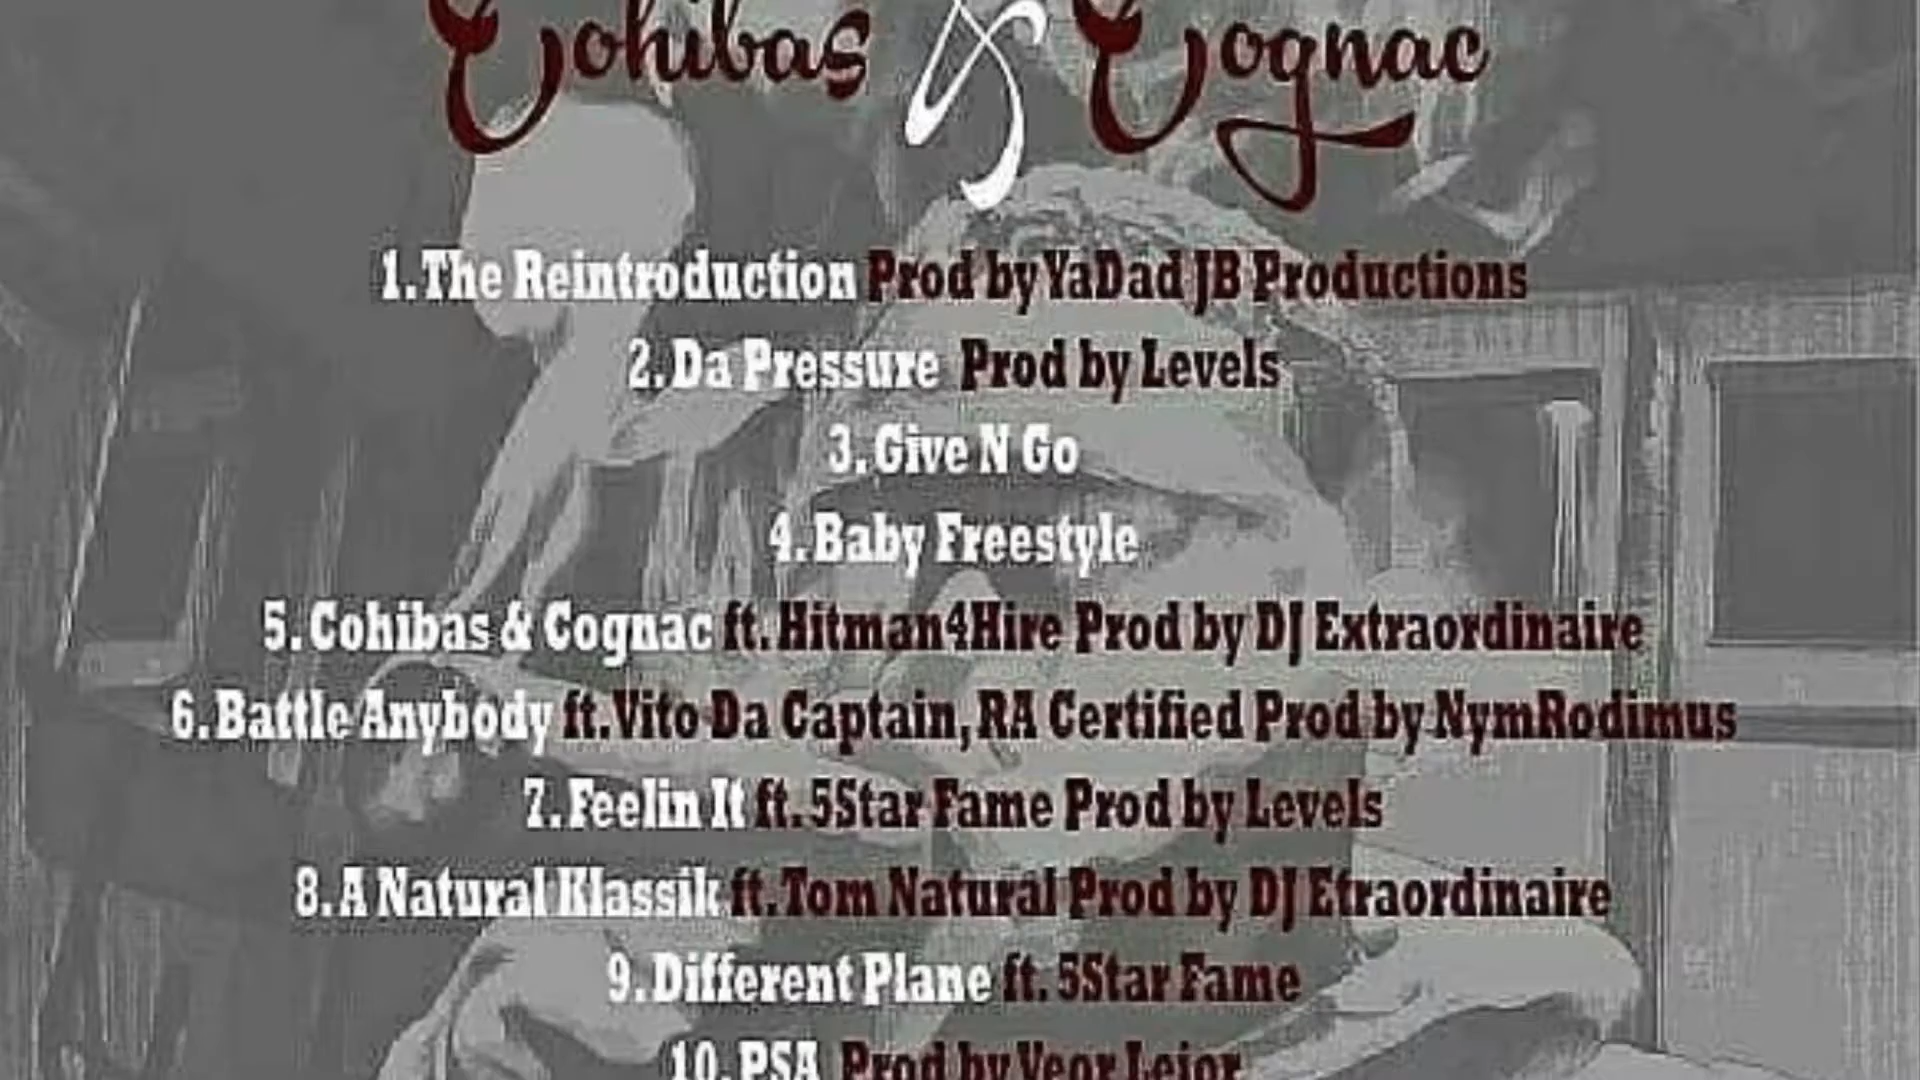 Cohibas & Cognac
1. The Reintroduction Prod by YaDad JB Productions
2. Da Pressure Prod by Levels
3. Give N Go
4. Baby Freestyle
5. Cohibas & Cognac ft. Hitman4Hire Prod by DJ Extraordinaire
6. Battle Anybody ft. Vito Da Captain, RA Certified Prod by NymRodimus
7. Feelin It ft. 5Star Fame Prod by Levels
8. A Natural Klassik ft. Tom Natural Prod by DJ Etraordinaire
9. Different Plane ft. 5Star Fame
10. PSA Prod by Veor Leior